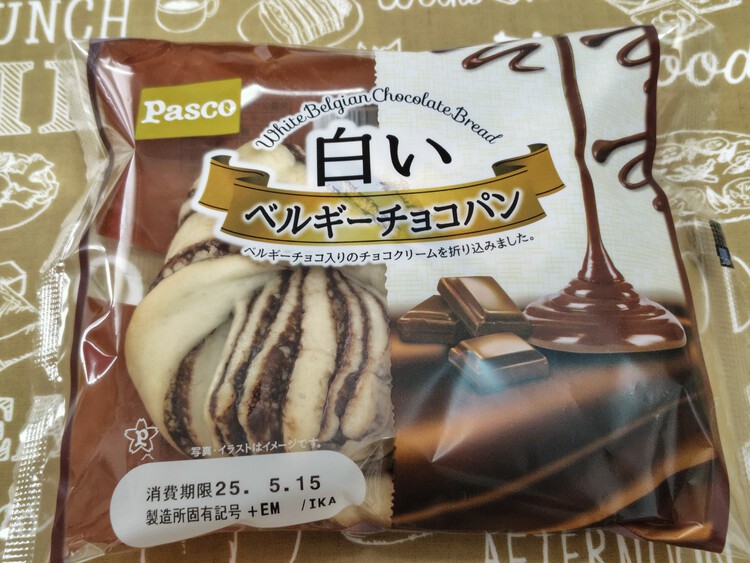 UNCH
Pasco
White Belgian Chocolate Bread
白い
ベルギーチョコパン
ベルギーチョコ入りのチョコクリームを折り込みました。
写真・イラストはイメージです。
消費期限25. 5.15
製造所固有記号 +EM /IKA
AFTERNOON